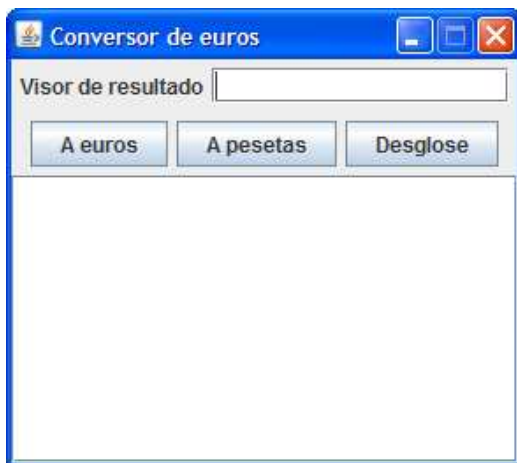 Conversor de euros
Visor de resultado
A euros A pesetas Desglose